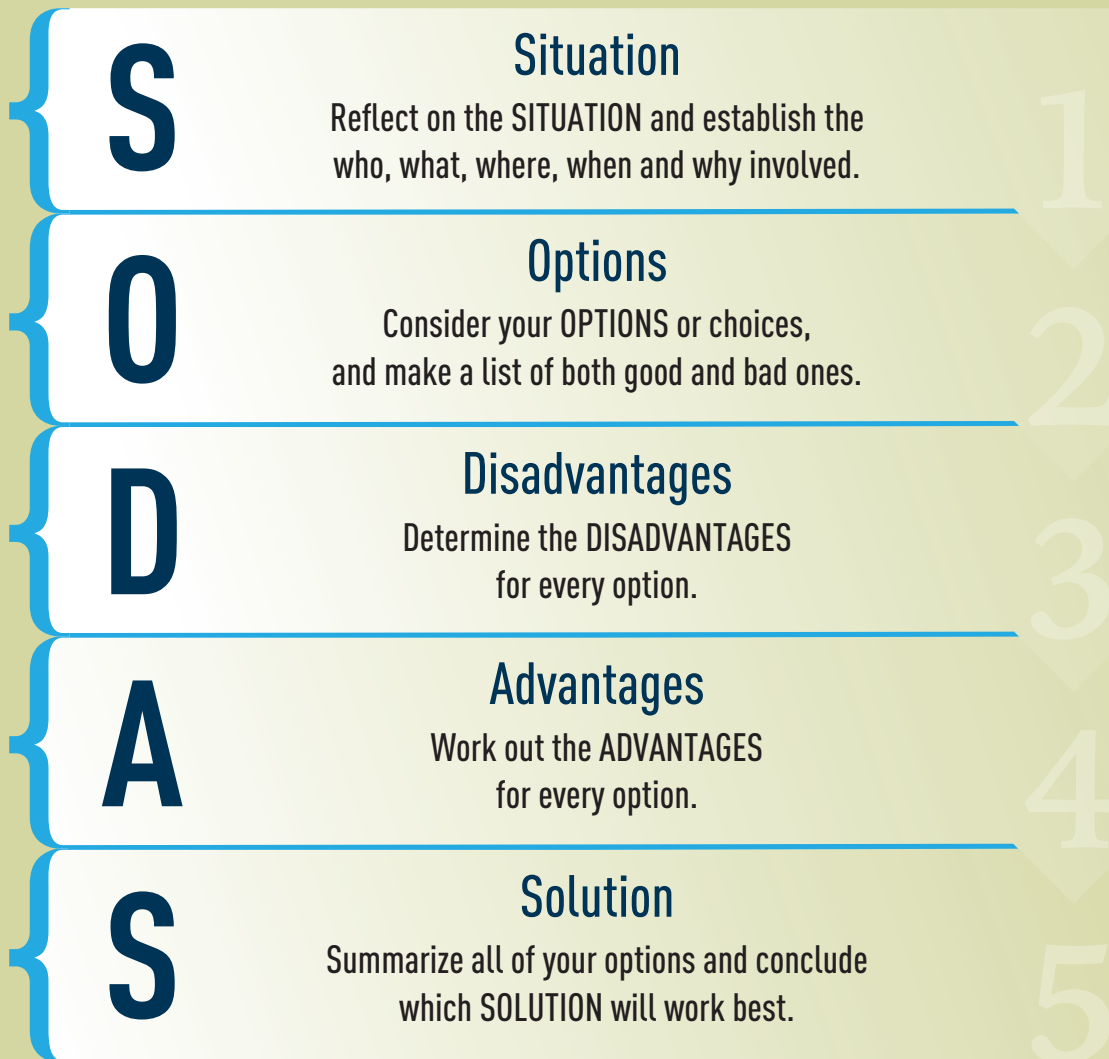 S
Situation
Reflect on the SITUATION and establish the
who, what, where, when and why involved.
1
O
Options
Consider your OPTIONS or choices,
and make a list of both good and bad ones.
2
D
Disadvantages
Determine the DISADVANTAGES
for every option.
3
A
Advantages
Work out the ADVANTAGES
for every option.
4
S
Solution
Summarize all of your options and conclude
which SOLUTION will work best.
5